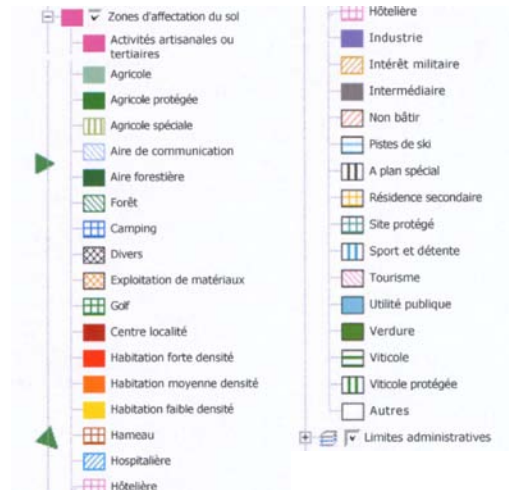 Zones d'affectation du sol
Activités artisanales ou
tertiaires
Agricole
Agricole protégée
Agricole spéciale
Aire de communication
Aire forestière
Forêt
Camping
Divers
Exploitation de matériaux
Golf
Centre localité
Habitation forte densité
Habitation moyenne densité
Habitation faible densité
Hameau
Hospitalière
Hôtelière
Hôtelière
Industrie
Intérêt militaire
Intermédiaire
Non bâtir
Pistes de ski
A plan spécial
Résidence secondaire
Site protégé
Sport et détente
Tourisme
Utilité publique
Verdure
Viticole
Viticole protégée
Autres
Limites administratives